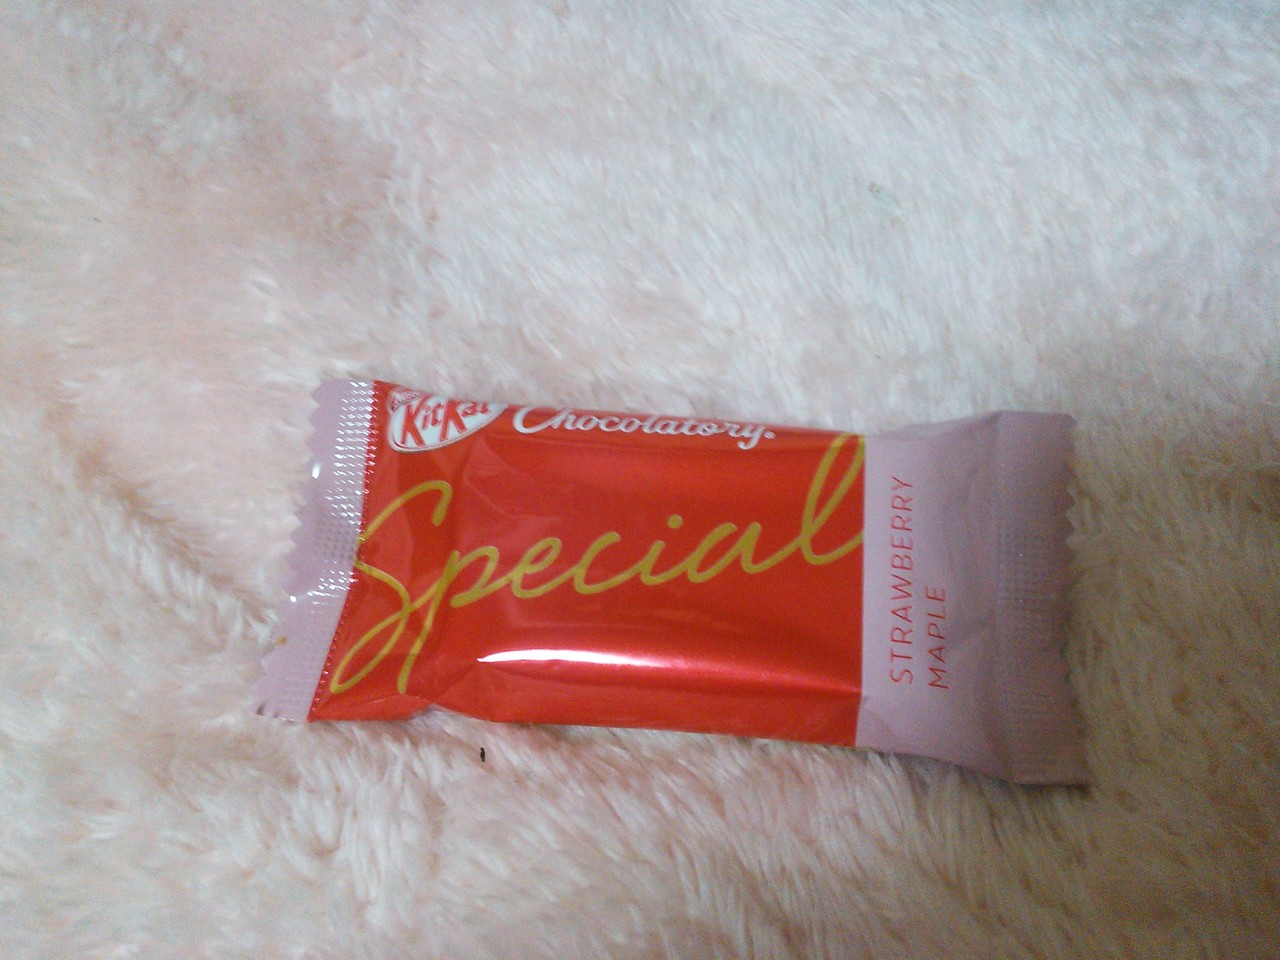 KitKat
Chocolatory
Special
STRAWBERRY
MAPLE